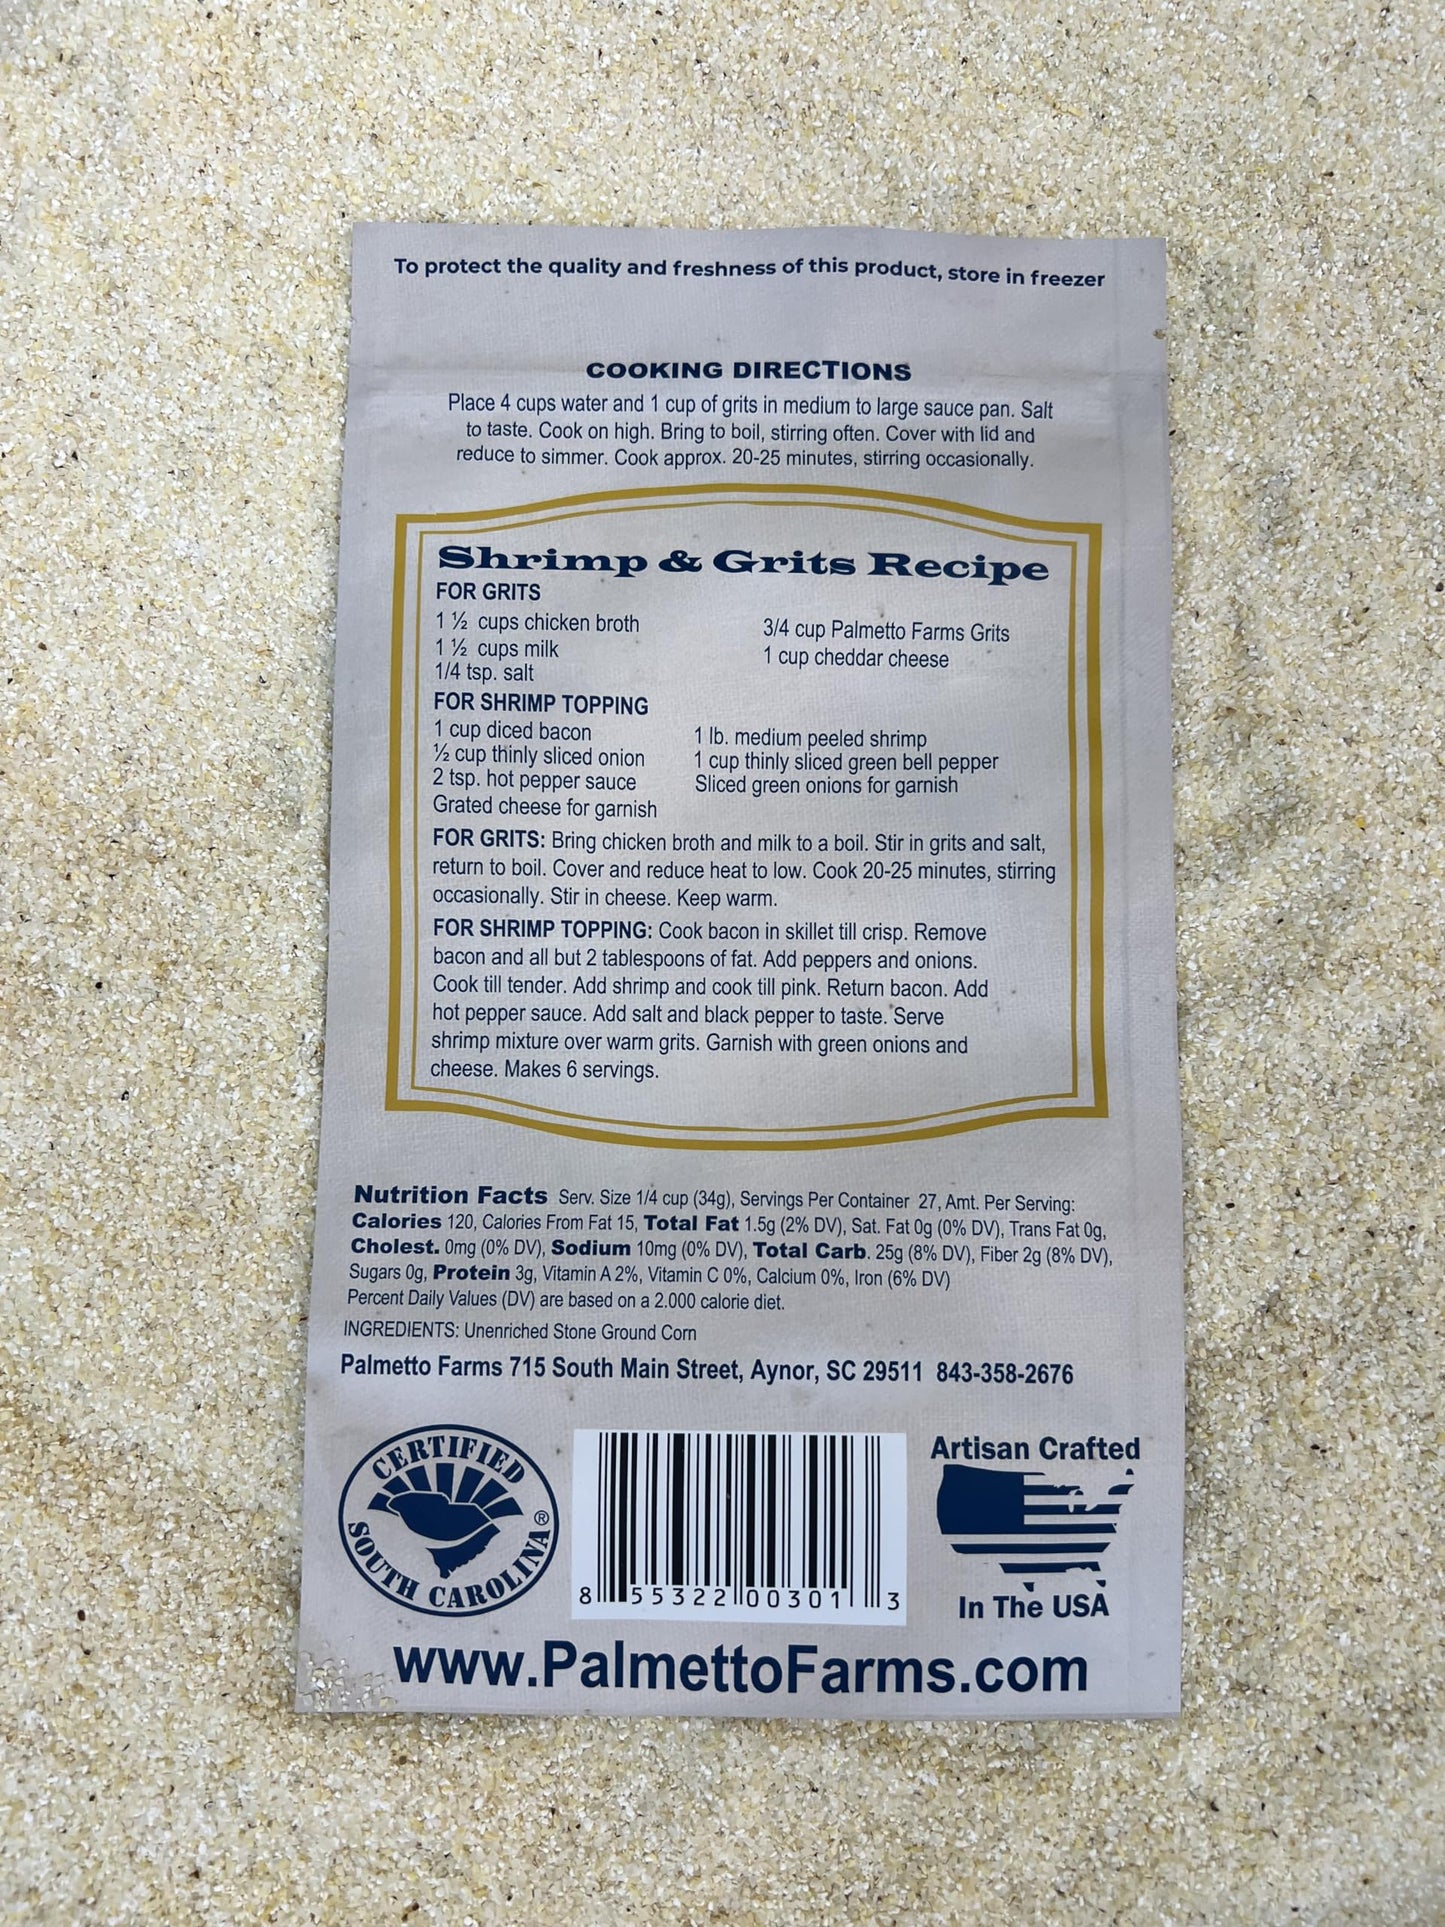 To protect the quality and freshness of this product, store in freezer
COOKING DIRECTIONS
Place 4 cups water and 1 cup of grits in medium to large sauce pan. Salt
to taste. Cook on high. Bring to boil, stirring often. Cover with lid and
reduce to simmer. Cook approx. 20-25 minutes, stirring occasionally.
Shrimp & Grits Recipe
FOR GRITS
1 ½ cups chicken broth
1 ½ cups milk
1/4 tsp. salt
3/4 cup Palmetto Farms Grits
1 cup cheddar cheese
FOR SHRIMP TOPPING
1 cup diced bacon
½ cup thinly sliced onion
2 tsp. hot pepper sauce
Grated cheese for garnish
1 lb. medium peeled shrimp
1 cup thinly sliced green bell pepper
Sliced green onions for garnish
FOR GRITS: Bring chicken broth and milk to a boil. Stir in grits and salt,
return to boil. Cover and reduce heat to low. Cook 20-25 minutes, stirring
occasionally. Stir in cheese. Keep warm.
FOR SHRIMP TOPPING: Cook bacon in skillet till crisp. Remove
bacon and all but 2 tablespoons of fat. Add peppers and onions.
Cook till tender. Add shrimp and cook till pink. Return bacon. Add
hot pepper sauce. Add salt and black pepper to taste. Serve
shrimp mixture over warm grits. Garnish with green onions and
cheese. Makes 6 servings.
Nutrition Facts Serv. Size 1/4 cup (34g), Servings Per Container 27, Amt. Per Serving:
Calories 120, Calories From Fat 15, Total Fat 1.5g (2% DV), Sat. Fat 0g (0% DV), Trans Fat 0g,
Cholest. 0mg (0% DV), Sodium 10mg (0% DV), Total Carb. 25g (8% DV), Fiber 2g (8% DV),
Sugars 0g, Protein 3g, Vitamin A 2%, Vitamin C 0%, Calcium 0%, Iron (6% DV)
Percent Daily Values (DV) are based on a 2.000 calorie diet.
INGREDIENTS: Unenriched Stone Ground Corn
Palmetto Farms 715 South Main Street, Aynor, SC 29511 843-358-2676
CERTIFIED
SOUTH CAROLINA ®
8 55322 00301 3
Artisan Crafted
In The USA
www.PalmettoFarms.com